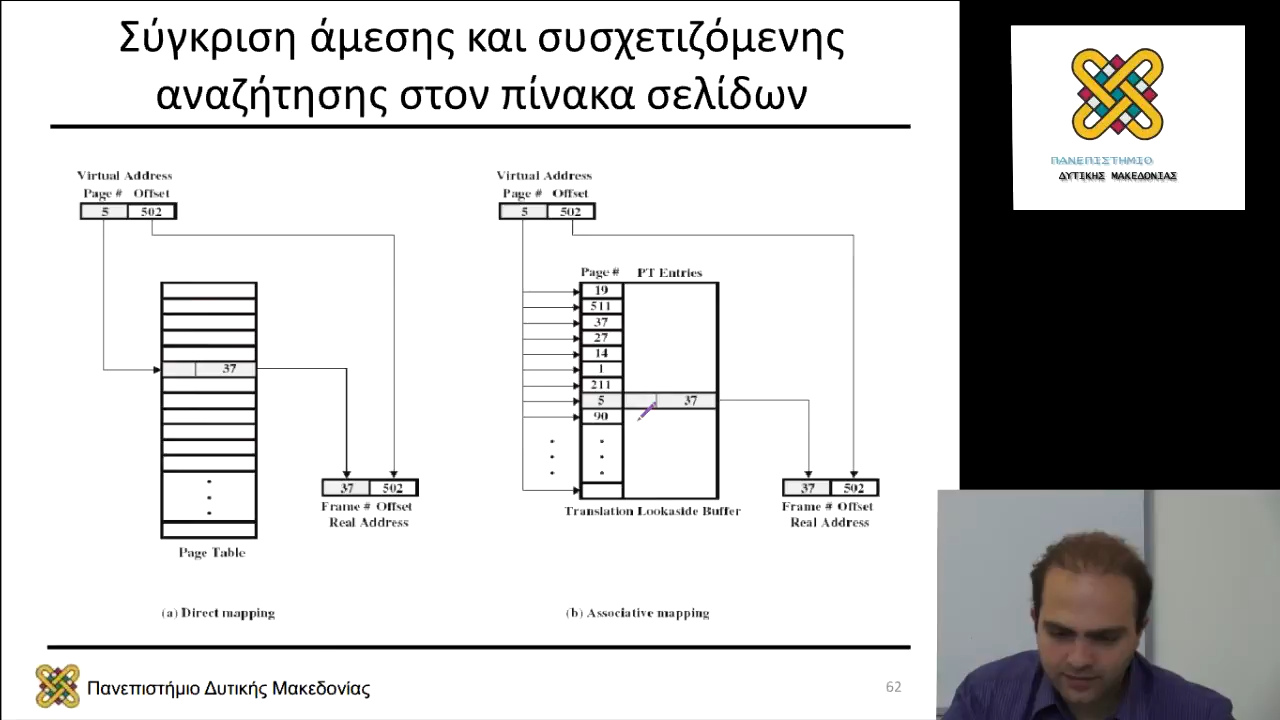 Σύγκριση άμεσης και συσχετιζόμενης
αναζήτησης στον πίνακα σελίδων
ΠΑΝΕΠΙΣΤΗΜΙΟ
ΔΥΤΙΚΗΣ ΜΑΚΕΔΟΝΙΑΣ
Virtual Address
Page # Offset
5 502
37
37 502
Frame # Offset
Real Address
Page Table
(a) Direct mapping
Virtual Address
Page # Offset
5 502
Page # PT Entries
19
511
37
27
14
1
211
5 37
90
Translation Lookaside Buffer
37 502
Frame # Offset
Real Address
(b) Associative mapping
Πανεπιστήμιο Δυτικής Μακεδονίας
62